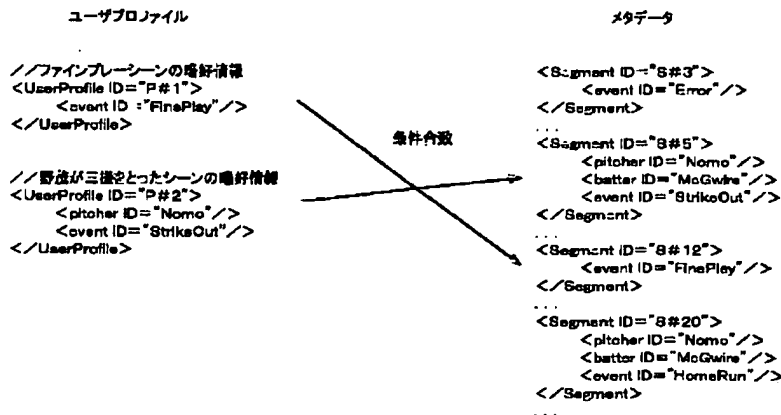 ユーザプロファイル
//ファインプレーシーンの嗜好情報
<UserProfile ID="P#1">
<event ID="FinePlay"/>
</UserProfile>
//野茂が三振をとったシーンの嗜好情報
<UserProfile ID="P#2">
<pitcher ID="Nomo"/>
<event ID="StrikeOut"/>
</UserProfile>
条件合致
メタデータ
<Segment ID="S#3">
<event ID="Error"/>
</Segment>
...
<Segment ID="S#5">
<pitcher ID="Nomo"/>
<batter ID="McGwire"/>
<event ID="StrikeOut"/>
</Segment>
...
<Segment ID="S#12">
<event ID="FinePlay"/>
</Segment>
...
<Segment ID="S#20">
<pitcher ID="Nomo"/>
<batter ID="McGwire"/>
<event ID="HomeRun"/>
</Segment>
...